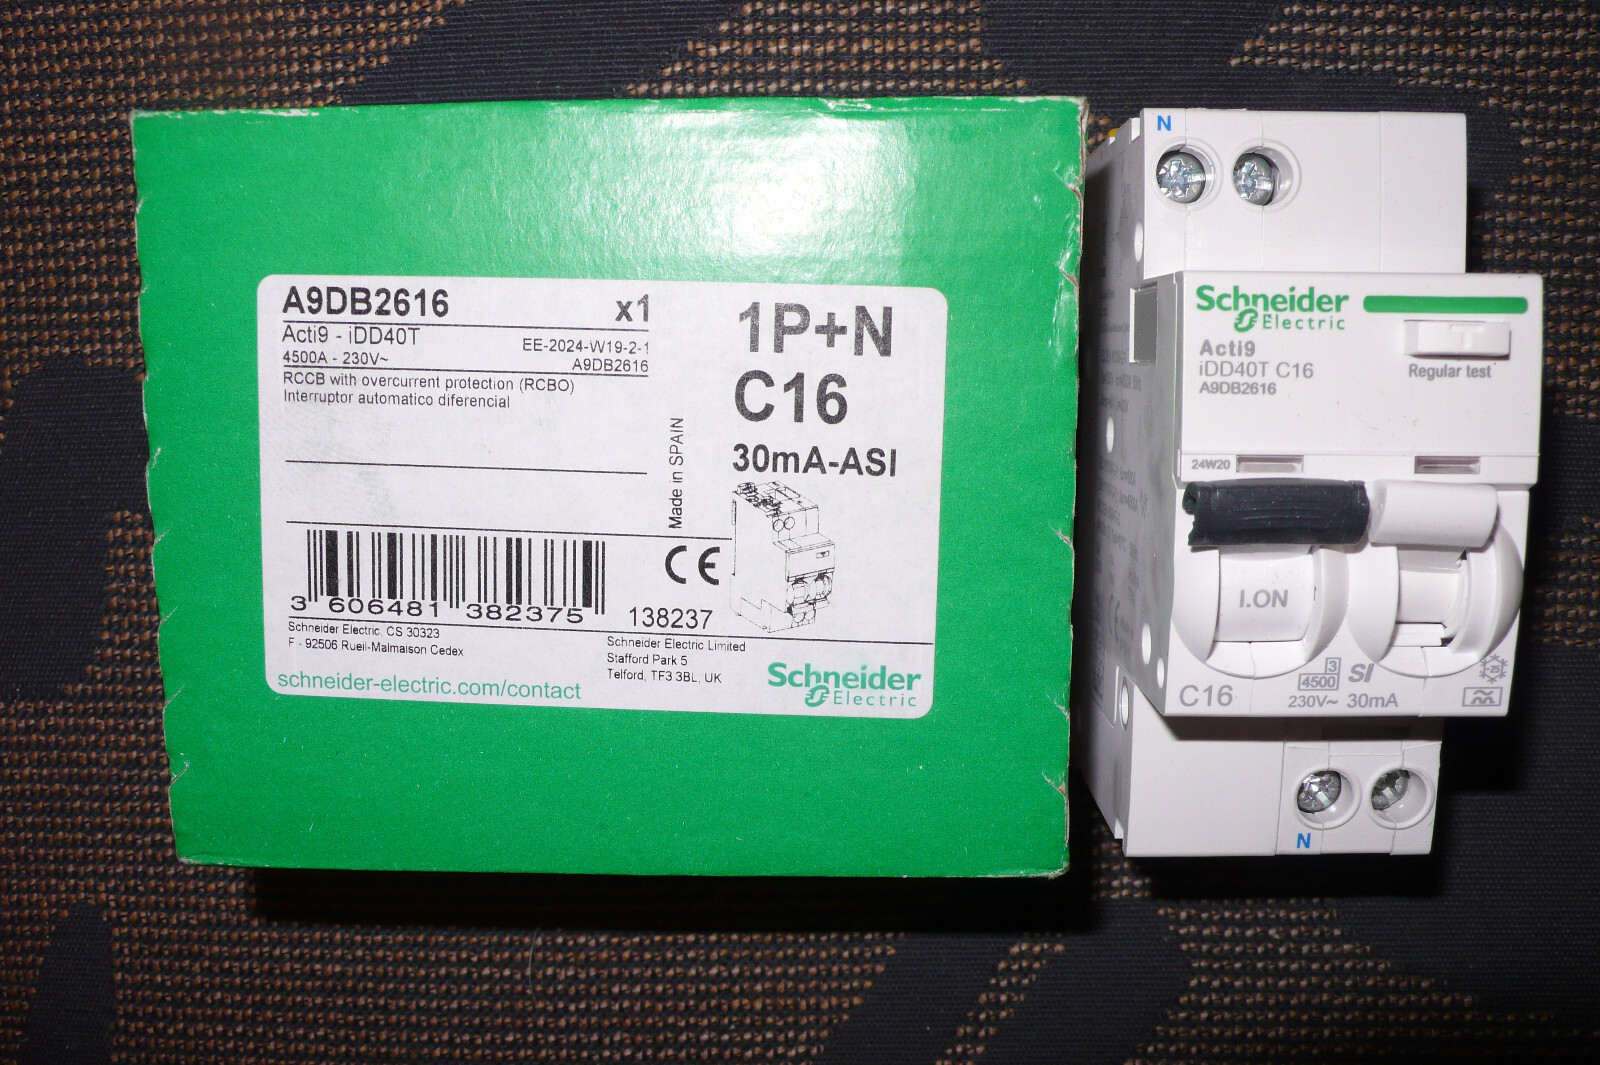 A9DB2616 x1
Acti9 - iDD40T
EE-2024-W19-2-1
4500A - 230V~ A9DB2616
RCCB with overcurrent protection (RCBO)
Interruptor automatico diferencial
Made in SPAIN
1P+N
C16
30mA-ASI
CE
3 606481 382375
138237
Schneider Electric, CS 30323
F - 92506 Rueil-Malmaison Cedex
schneider-electric.com/contact
Schneider Electric Limited
Stafford Park 5
Telford, TF3 3BL, UK
Schneider
Electric
N
Schneider
Electric
Acti9
iDD40T C16
A9DB2616
Regular test
24W20
I.ON
C16
3
4500
SI
230V~ 30mA
25
N